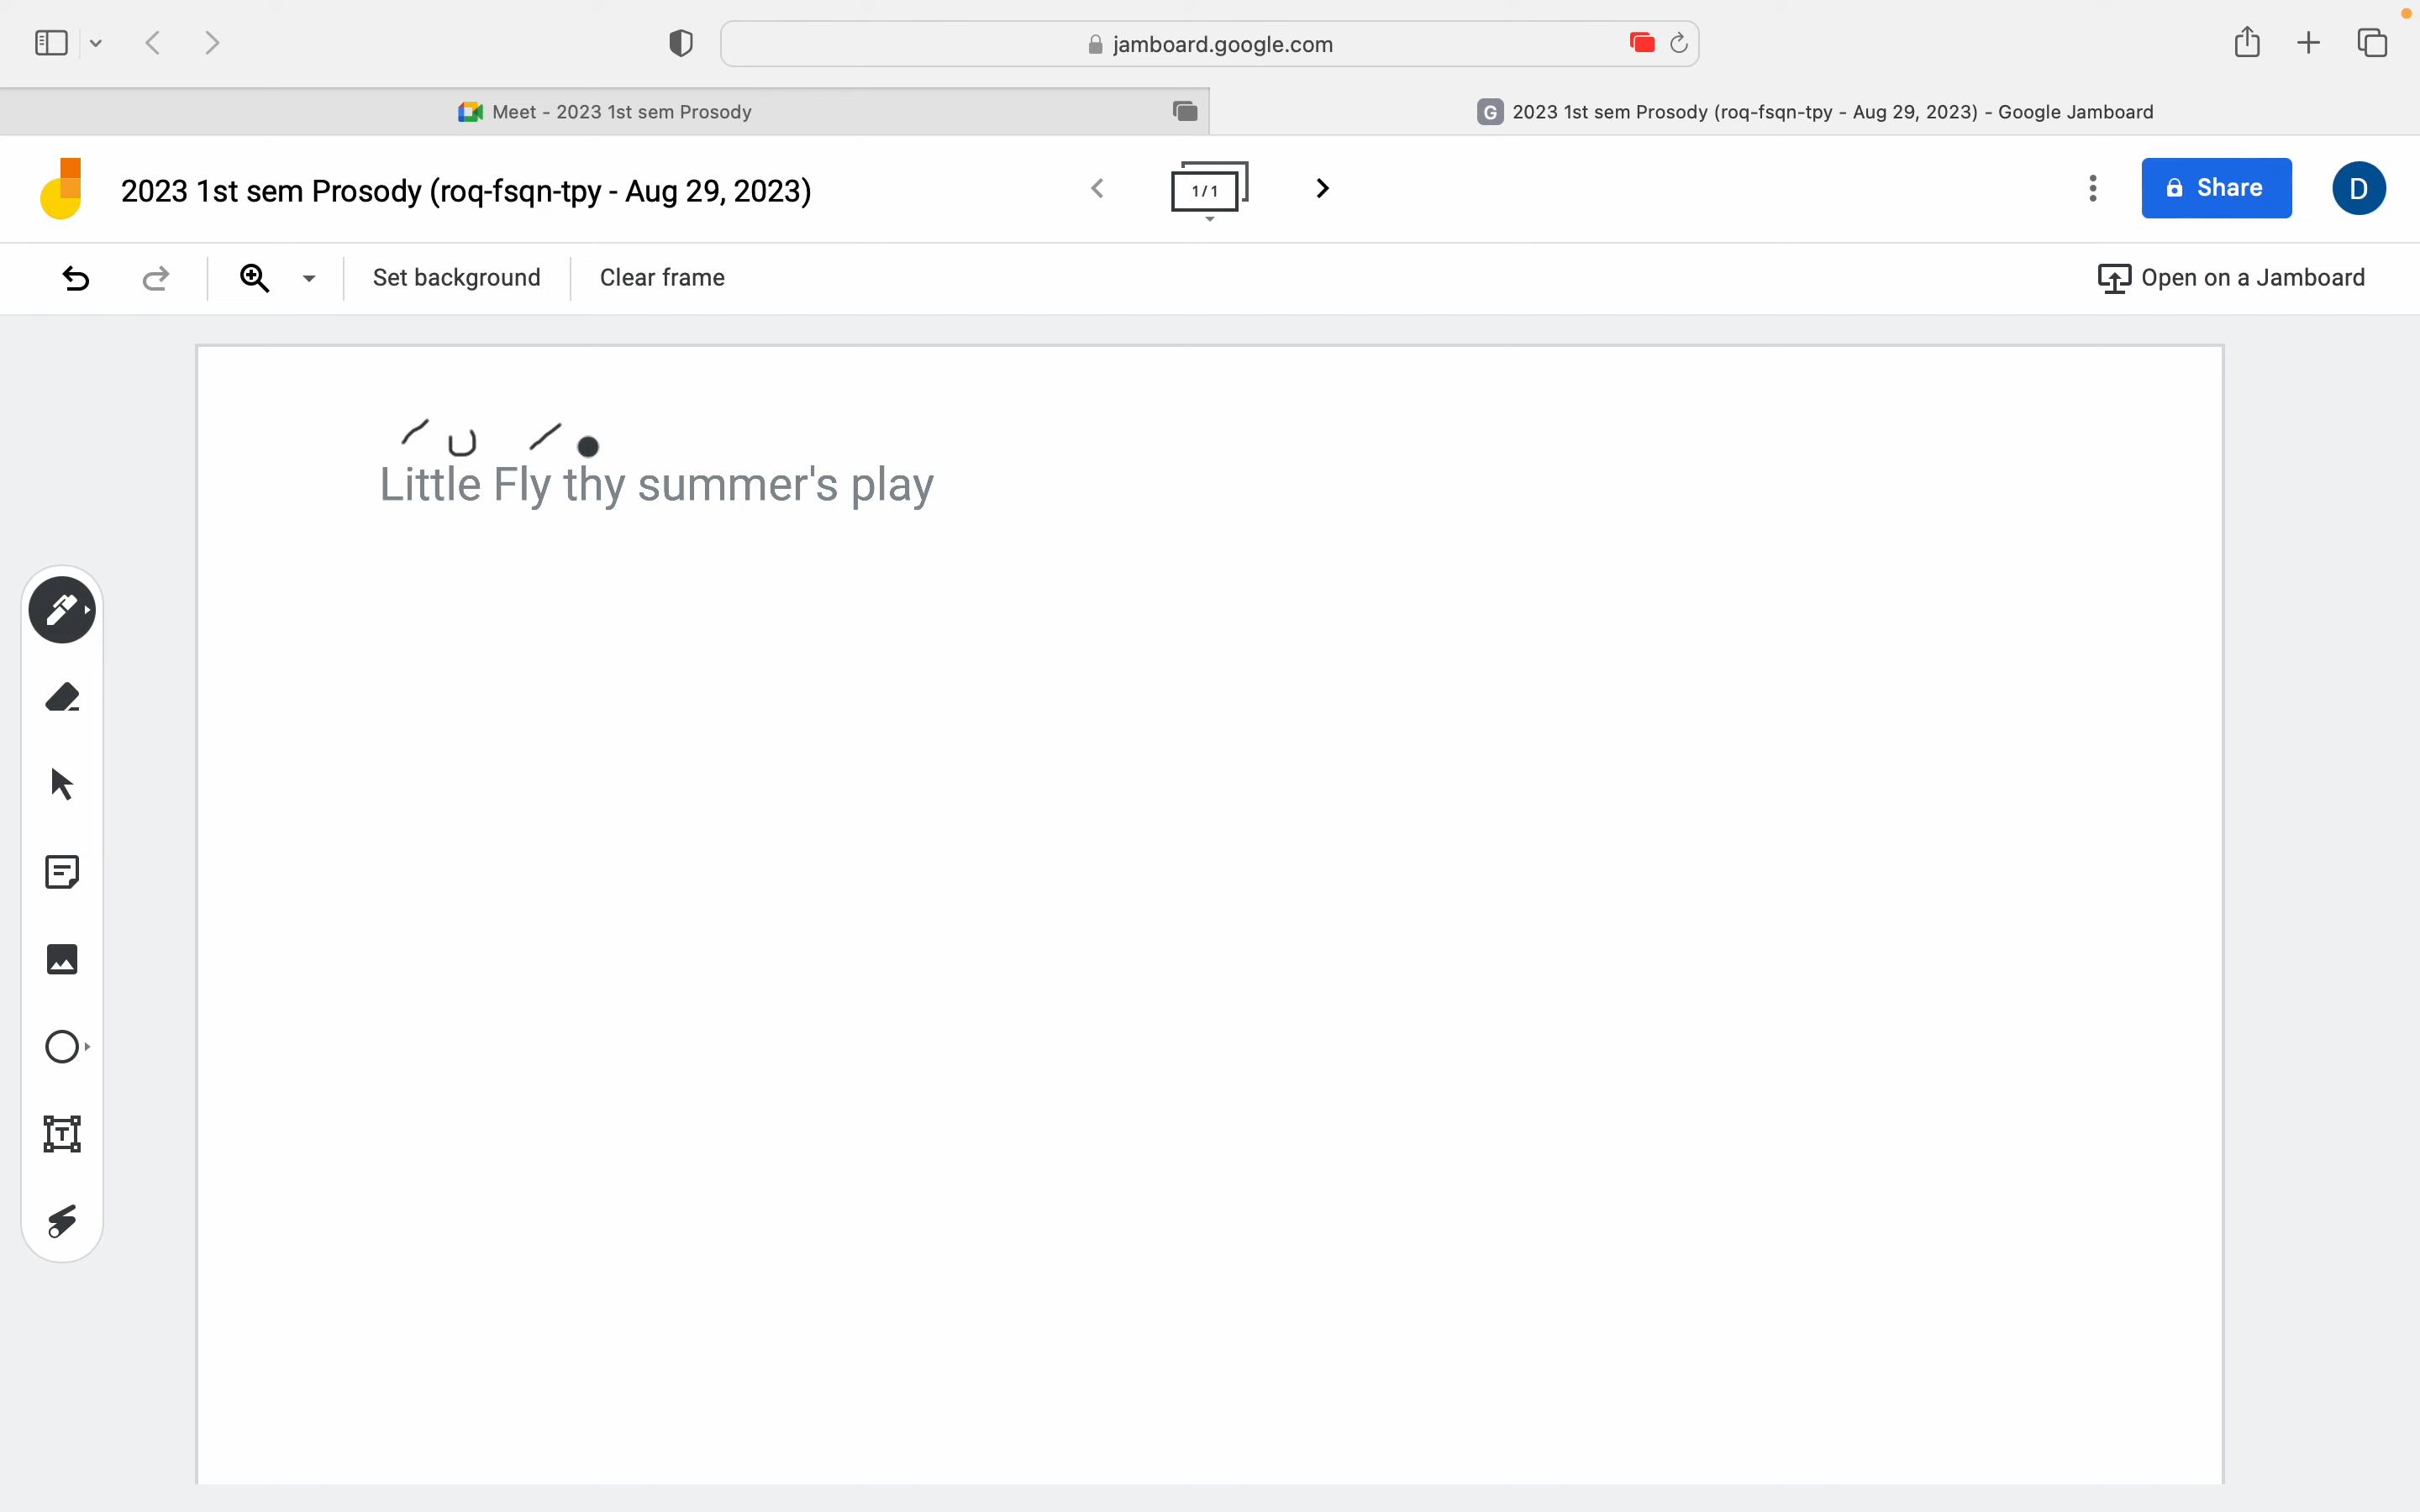 jamboard.google.com
Meet - 2023 1st sem Prosody
G 2023 1st sem Prosody (roq-fsqn-tpy - Aug 29, 2023) - Google Jamboard
2023 1st sem Prosody (roq-fsqn-tpy - Aug 29, 2023)
1/1
Share
D
Set background
Clear frame
Open on a Jamboard
Little Fly thy summer's play
T